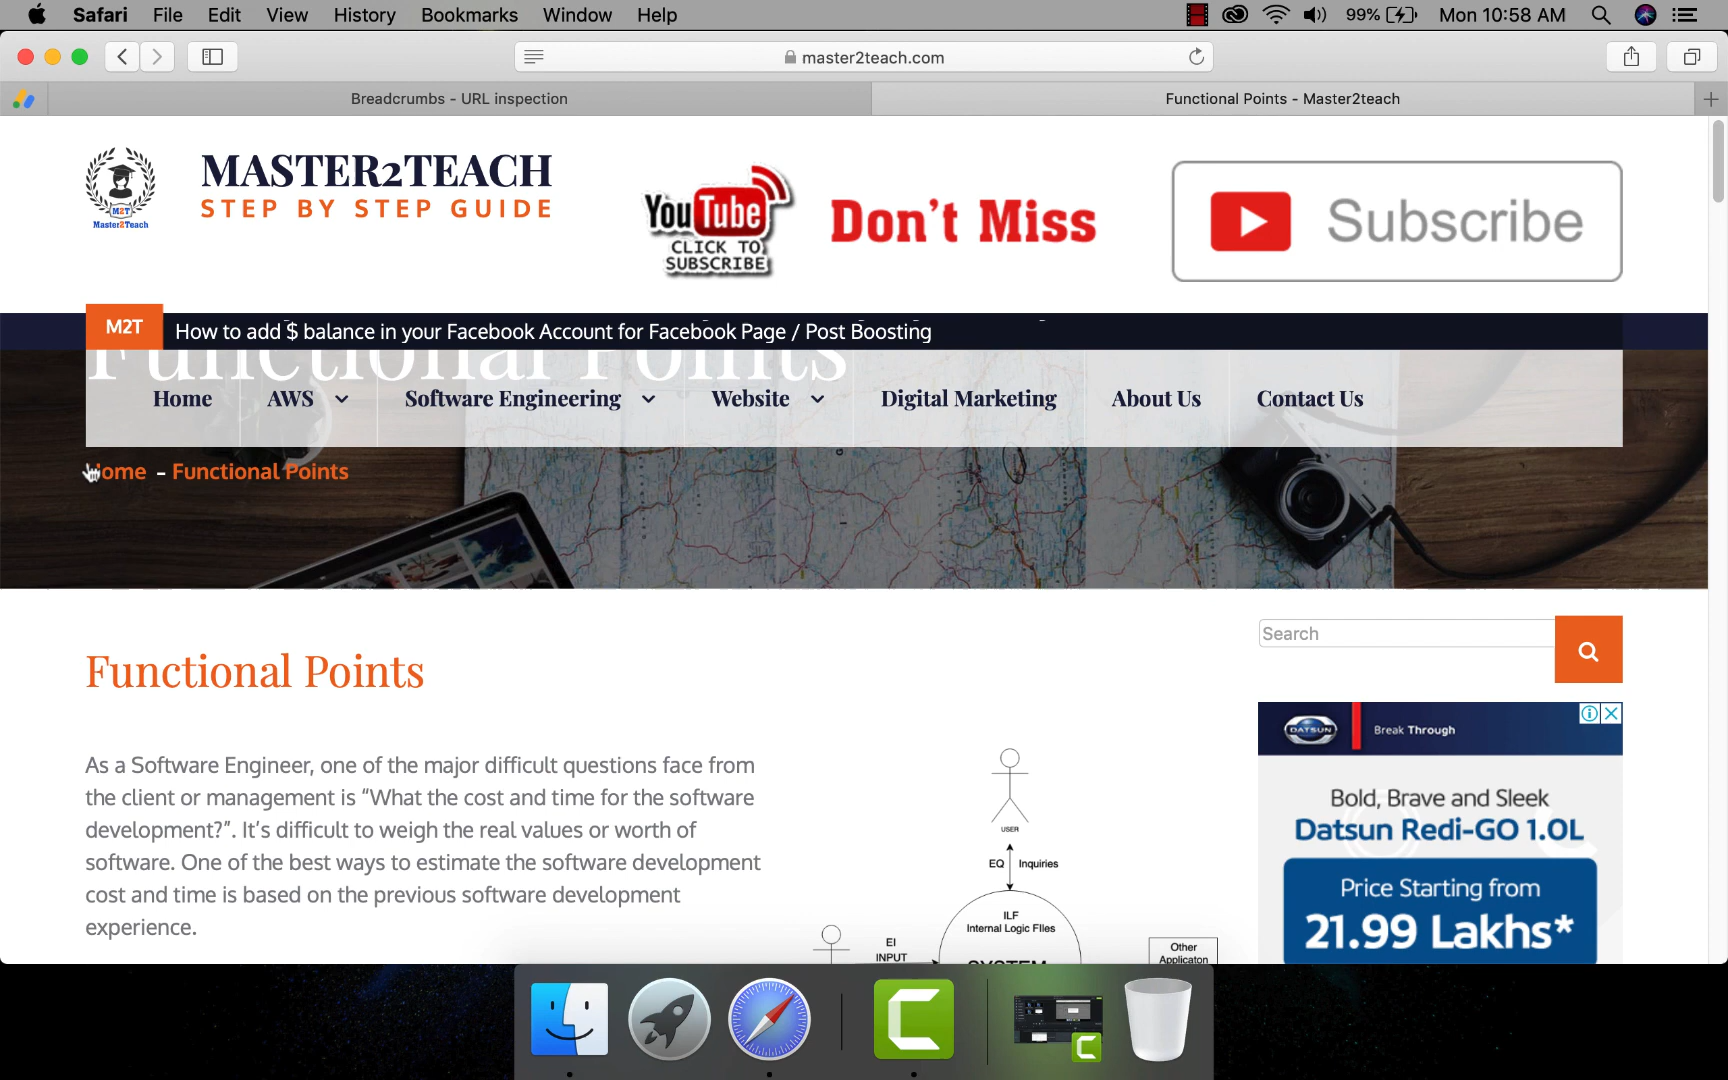 Safari File Edit View History Bookmarks Window Help 99% Mon 10:58 AM
master2teach.com
Breadcrumbs - URL inspection Functional Points - Master2teach
M2T
Master2Teach
MASTER2TEACH
STEP BY STEP GUIDE
YouTube
CLICK TO
SUBSCRIBE
Don't Miss
Subscribe
M2T How to add $ balance in your Facebook Account for Facebook Page / Post Boosting
Functional Points
Home AWS Software Engineering Website Digital Marketing About Us Contact Us
Home - Functional Points
Search
Functional Points
As a Software Engineer, one of the major difficult questions face from
the client or management is “What the cost and time for the software
development?”. It’s difficult to weigh the real values or worth of
software. One of the best ways to estimate the software development
cost and time is based on the previous software development
experience.
USER
EQ Inquiries
ILF
Internal Logic FIles
SYSTEM
EI
INPUT
Other
Applicaton
DATSUN Break Through
Bold, Brave and Sleek
Datsun Redi-GO 1.0L
Price Starting from
21.99 Lakhs*